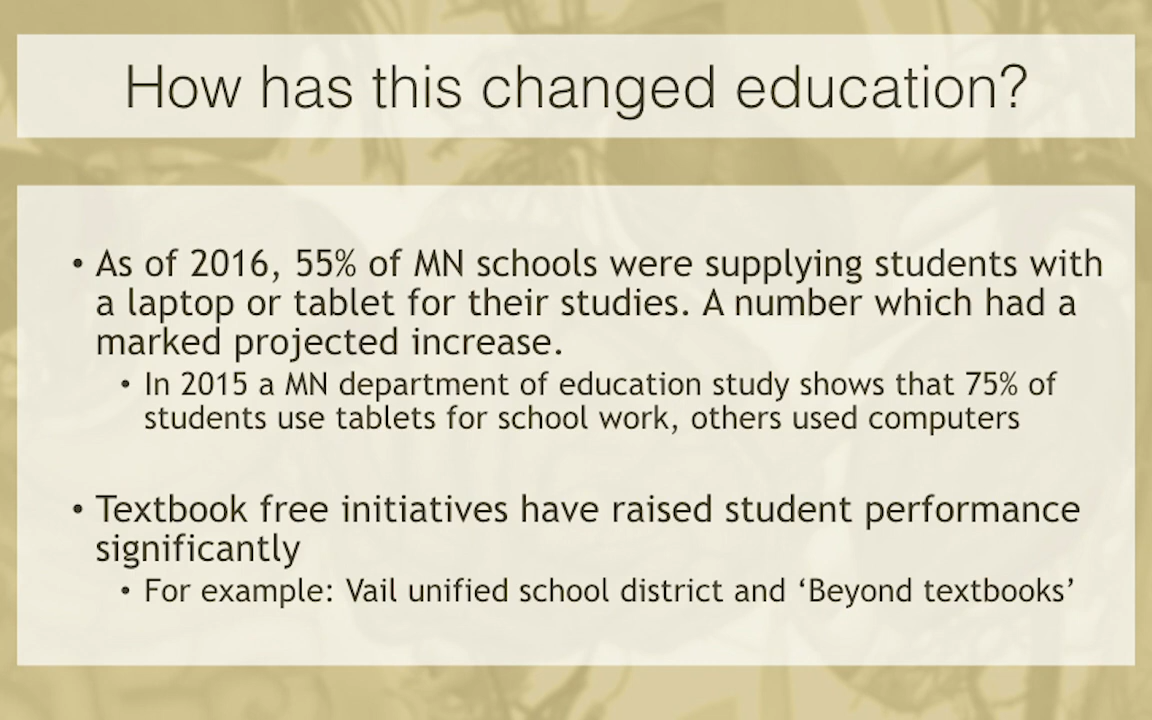 How has this changed education?
• As of 2016, 55% of MN schools were supplying students with
a laptop or tablet for their studies. A number which had a
marked projected increase.
• In 2015 a MN department of education study shows that 75% of
students use tablets for school work, others used computers
• Textbook free initiatives have raised student performance
significantly
• For example: Vail unified school district and ‘Beyond textbooks’